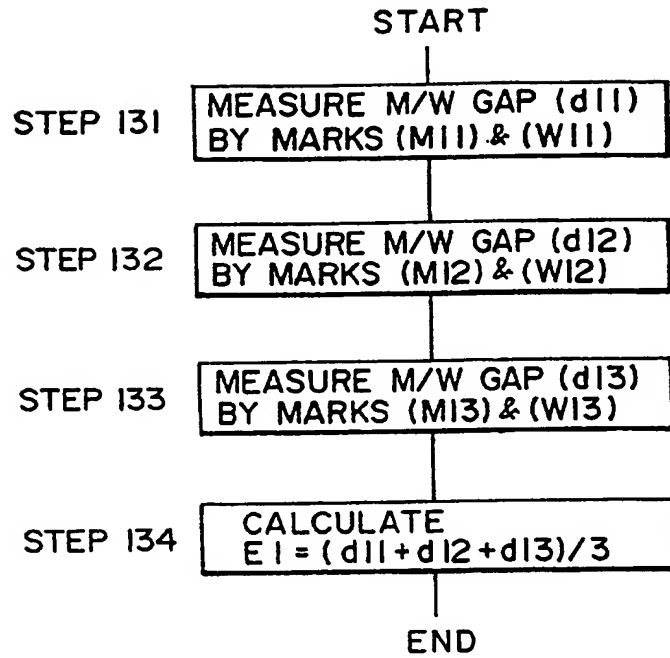 START
STEP 131
MEASURE M/W GAP (d11)
BY MARKS (M11) & (W11)
STEP 132
MEASURE M/W GAP (d12)
BY MARKS (M12) & (W12)
STEP 133
MEASURE M/W GAP (d13)
BY MARKS (M13) & (W13)
STEP 134
CALCULATE
E1 = (d11+d12+d13)/3
END